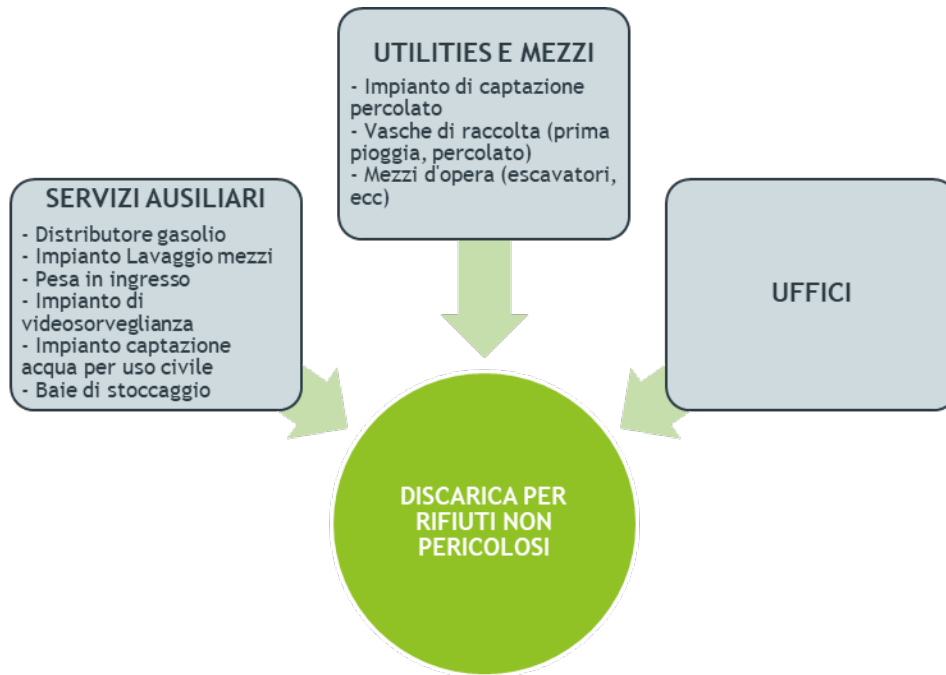 UTILITIES E MEZZI
- Impianto di captazione
percolato
- Vasche di raccolta (prima
pioggia, percolato)
- Mezzi d'opera (escavatori,
ecc)
SERVIZI AUSILIARI
- Distributore gasolio
- Impianto Lavaggio mezzi
- Pesa in ingresso
- Impianto di
videosorveglianza
- Impianto captazione
acqua per uso civile
- Baie di stoccaggio
UFFICI
DISCARICA PER
RIFIUTI NON
PERICOLOSI